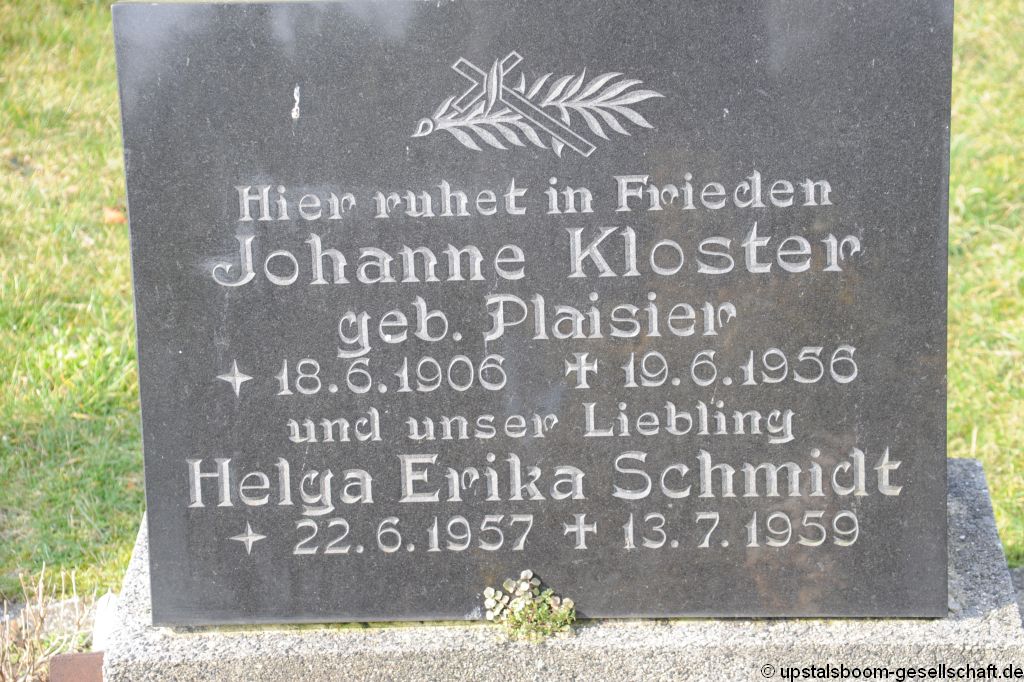 Hier ruhet in Frieden
Johanne Kloster
geb. Plaisier
18.6.1906 19.6.1956
und unser Liebling
Helga Erika Schmidt
22.6.1957 13.7.1959
© upstalsboom-gesellschaft.de